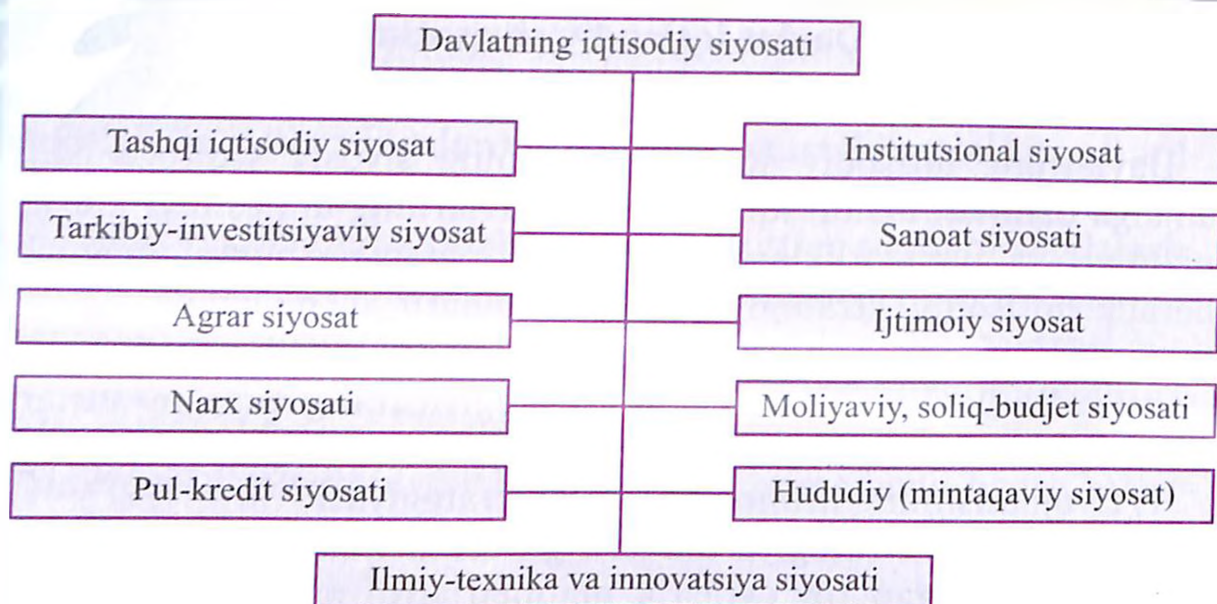 Davlatning iqtisodiy siyosati
Tashqi iqtisodiy siyosat
Institutsional siyosat
Tarkibiy-investitsiyaviy siyosat
Sanoat siyosati
Agrar siyosat
Ijtimoiy siyosat
Narx siyosati
Moliyaviy, soliq-budjet siyosati
Pul-kredit siyosati
Hududiy (mintaqaviy siyosat)
Ilmiy-texnika va innovatsiya siyosati